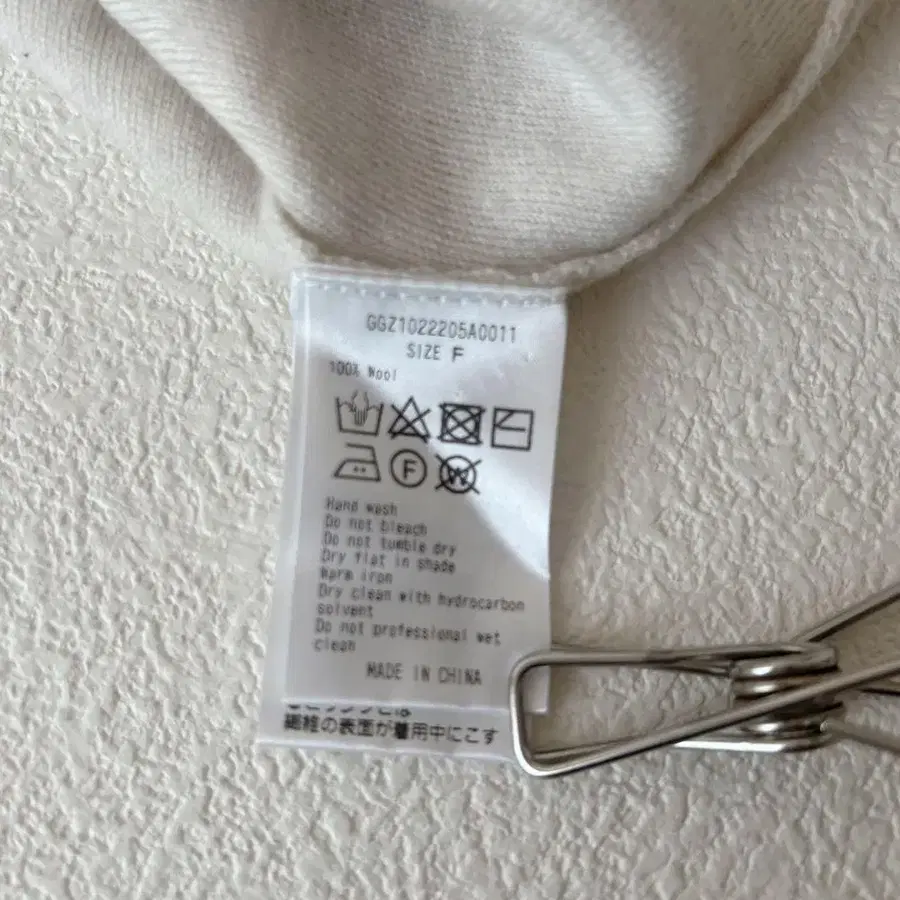 GGZ1022205A0011
SIZE F
100% Wool
F
W
Hand wash
Do not bleach
Do not tumble dry
Dry flat in shade
Warm iron
Dry clean with hydrocarbon
solvent
Do not professional wet
clean
MADE IN CHINA
繊維の表面が着用中にこす